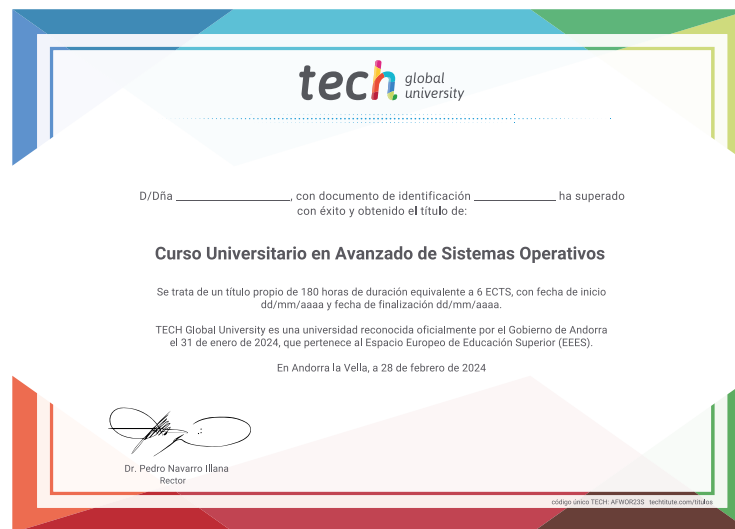 tech global university
D/Dña ____________________, con documento de identificación ______________ ha superado
con éxito y obtenido el título de:
Curso Universitario en Avanzado de Sistemas Operativos
Se trata de un título propio de 180 horas de duración equivalente a 6 ECTS, con fecha de inicio
dd/mm/aaaa y fecha de finalización dd/mm/aaaa.
TECH Global University es una universidad reconocida oficialmente por el Gobierno de Andorra
el 31 de enero de 2024, que pertenece al Espacio Europeo de Educación Superior (EEES).
En Andorra la Vella, a 28 de febrero de 2024
Dr. Pedro Navarro Illana
Rector
código único TECH: AFWOR23S techtitute.com/titulos